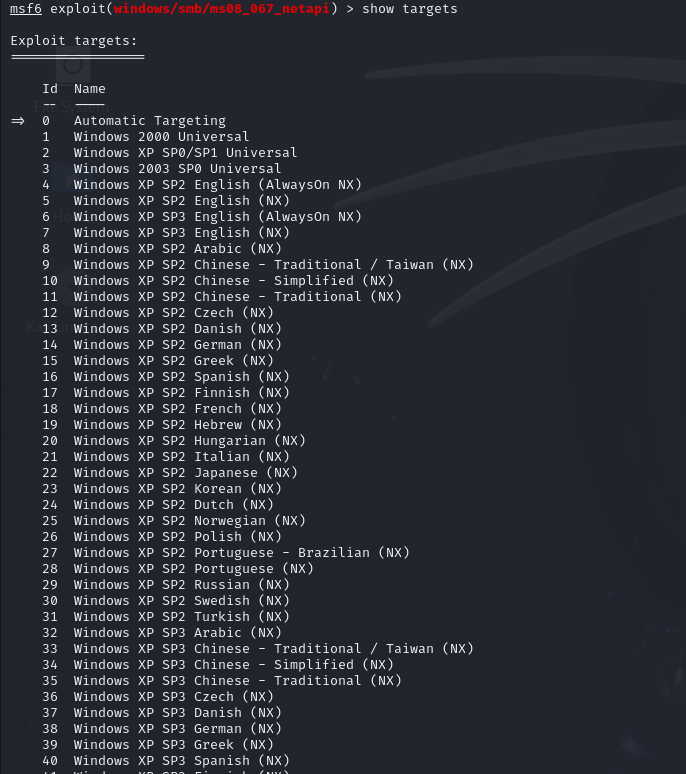 msf6 exploit(windows/smb/ms08_067_netapi) > show targets
Exploit targets:
=================
Id  Name
--  ----
=>  0   Automatic Targeting
1   Windows 2000 Universal
2   Windows XP SP0/SP1 Universal
3   Windows 2003 SP0 Universal
4   Windows XP SP2 English (AlwaysOn NX)
5   Windows XP SP2 English (NX)
6   Windows XP SP3 English (AlwaysOn NX)
7   Windows XP SP3 English (NX)
8   Windows XP SP2 Arabic (NX)
9   Windows XP SP2 Chinese - Traditional / Taiwan (NX)
10  Windows XP SP2 Chinese - Simplified (NX)
11  Windows XP SP2 Chinese - Traditional (NX)
12  Windows XP SP2 Czech (NX)
13  Windows XP SP2 Danish (NX)
14  Windows XP SP2 German (NX)
15  Windows XP SP2 Greek (NX)
16  Windows XP SP2 Spanish (NX)
17  Windows XP SP2 Finnish (NX)
18  Windows XP SP2 French (NX)
19  Windows XP SP2 Hebrew (NX)
20  Windows XP SP2 Hungarian (NX)
21  Windows XP SP2 Italian (NX)
22  Windows XP SP2 Japanese (NX)
23  Windows XP SP2 Korean (NX)
24  Windows XP SP2 Dutch (NX)
25  Windows XP SP2 Norwegian (NX)
26  Windows XP SP2 Polish (NX)
27  Windows XP SP2 Portuguese - Brazilian (NX)
28  Windows XP SP2 Portuguese (NX)
29  Windows XP SP2 Russian (NX)
30  Windows XP SP2 Swedish (NX)
31  Windows XP SP2 Turkish (NX)
32  Windows XP SP3 Arabic (NX)
33  Windows XP SP3 Chinese - Traditional / Taiwan (NX)
34  Windows XP SP3 Chinese - Simplified (NX)
35  Windows XP SP3 Chinese - Traditional (NX)
36  Windows XP SP3 Czech (NX)
37  Windows XP SP3 Danish (NX)
38  Windows XP SP3 German (NX)
39  Windows XP SP3 Greek (NX)
40  Windows XP SP3 Spanish (NX)